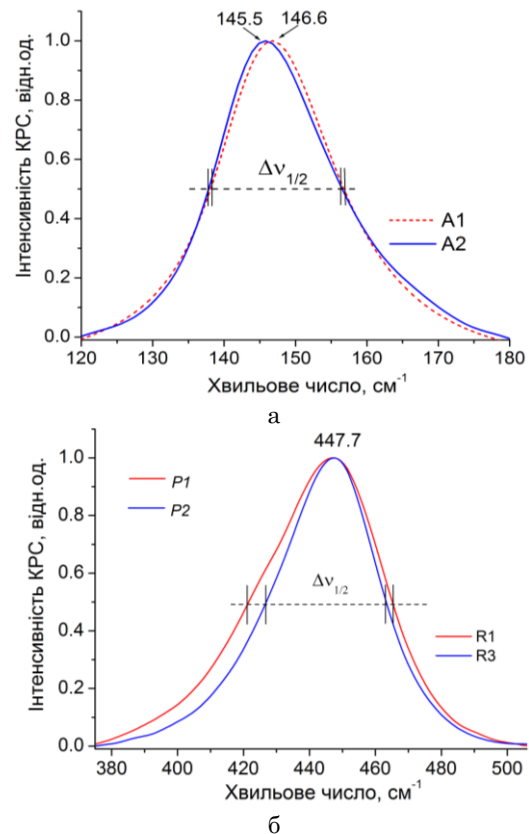 145.5 146.6
Інтенсивність КРС, відн.од.
1.0
0.8
0.6
0.4
0.2
0.0
Δν1/2
A1
A2
120 130 140 150 160 170 180
Хвильове число, см-1
а
447.7
Інтенсивність КРС, відн.од.
1.0
0.8
0.6
0.4
0.2
0.0
P1
P2
Δν1/2
R1
R3
380 400 420 440 460 480 500
Хвильове число, см-1
б